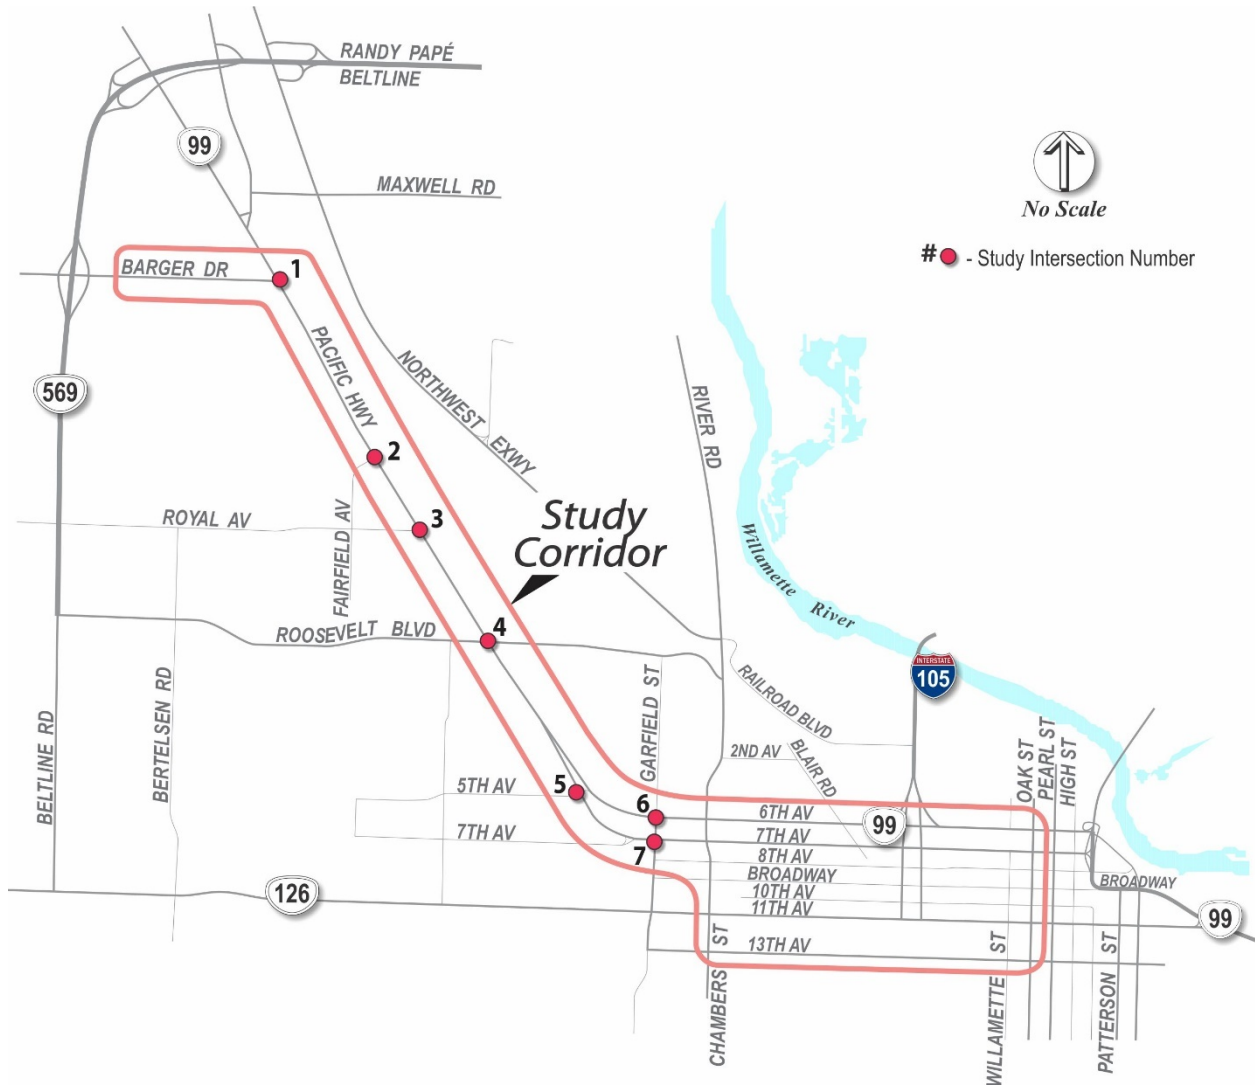 RANDY PAPÉ
BELTLINE
99
MAXWELL RD
No Scale
# - Study Intersection Number
BARGER DR
1
PACIFIC HWY
NORTHWEST EXWY
569
RIVER RD
2
ROYAL AV
3
FAIRFIELD AV
Study
Corridor
Willamette River
ROOSEVELT BLVD
4
INTERSTATE
105
BERTELSEN RD
BELTLINE RD
GARFIELD ST
RAILROAD BLVD
2ND AV
BLAIR RD
OAK ST
PEARL ST
HIGH ST
5TH AV
5
6
6TH AV
99
7TH AV
7
7TH AV
8TH AV
BROADWAY
BROADWAY
10TH AV
126
11TH AV
99
13TH AV
CHAMBERS ST
WILLAMETTE ST
PATTERSON ST